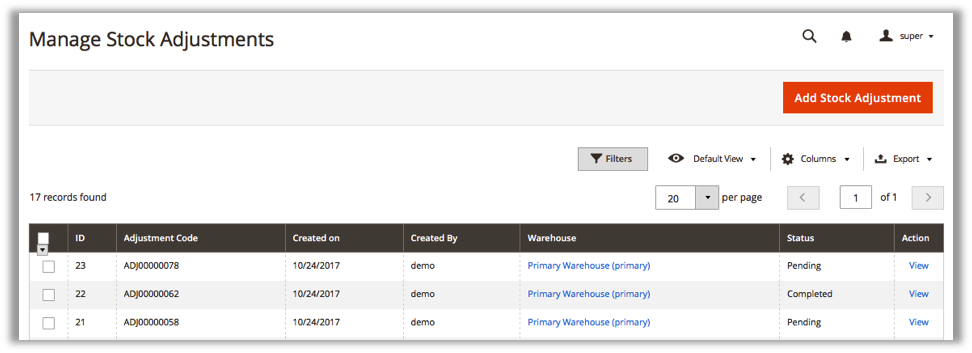 Manage Stock Adjustments
super
Add Stock Adjustment
Filters Default View Columns Export
17 records found 20 per page 1 of 1
ID Adjustment Code Created on Created By Warehouse Status Action
23 ADJ00000078 10/24/2017 demo Primary Warehouse (primary) Pending View
22 ADJ00000062 10/24/2017 demo Primary Warehouse (primary) Completed View
21 ADJ00000058 10/24/2017 demo Primary Warehouse (primary) Pending View